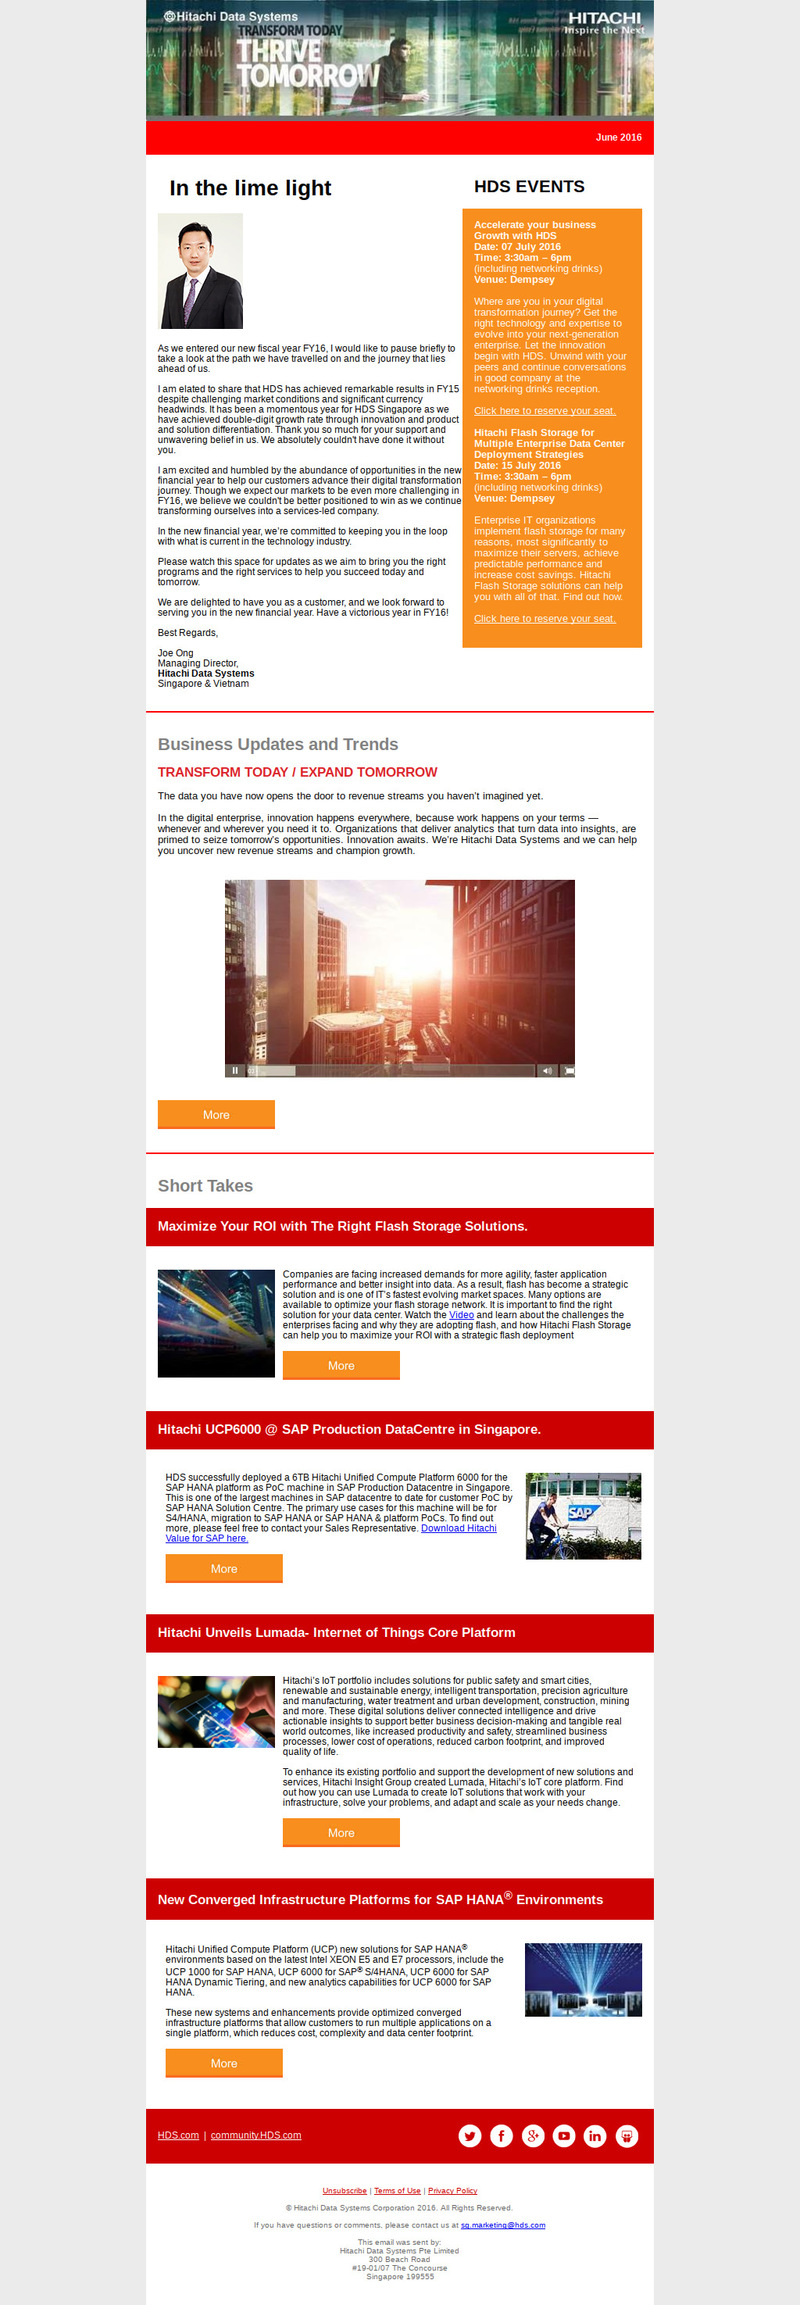 Hitachi Data Systems
HITACHI
Inspire the Next
TRANSFORM TODAY
THRIVE
TOMORROW
June 2016
In the lime light
As we entered our new fiscal year FY16, I would like to pause briefly to
take a look at the path we have travelled on and the journey that lies
ahead of us.
I am elated to share that HDS has achieved remarkable results in FY15
despite challenging market conditions and significant currency
headwinds. It has been a momentous year for HDS Singapore as we
have achieved double-digit growth rate through innovation and product
and solution differentiation. Thank you so much for your support and
unwavering belief in us. We absolutely couldn't have done it without
you.
I am excited and humbled by the abundance of opportunities in the new
financial year to help our customers advance their digital transformation
journey. Though we expect our markets to be even more challenging in
FY16, we believe we couldn't be better positioned to win as we continue
transforming ourselves into a services-led company.
In the new financial year, we're committed to keeping you in the loop
with what is current in the technology industry.
Please watch this space for updates as we aim to bring you the right
programs and the right services to help you succeed today and
tomorrow.
We are delighted to have you as a customer, and we look forward to
serving you in the new financial year. Have a victorious year in FY16!
Best Regards,
Joe Ong
Managing Director,
Hitachi Data Systems
Singapore & Vietnam
HDS EVENTS
Accelerate your business
Growth with HDS
Date: 07 July 2016
Time: 3:30am – 6pm
(including networking drinks)
Venue: Dempsey
Where are you in your digital
transformation journey? Get the
right technology and expertise to
evolve into your next-generation
enterprise. Let the innovation
begin with HDS. Unwind with your
peers and continue conversations
in good company at the
networking drinks reception.
Click here to reserve your seat.
Hitachi Flash Storage for
Multiple Enterprise Data Center
Deployment Strategies
Date: 15 July 2016
Time: 3:30am – 6pm
(including networking drinks)
Venue: Dempsey
Enterprise IT organizations
implement flash storage for many
reasons, most significantly to
maximize their servers, achieve
predictable performance and
increase cost savings. Hitachi
Flash Storage solutions can help
you with all of that. Find out how.
Click here to reserve your seat.
Business Updates and Trends
TRANSFORM TODAY / EXPAND TOMORROW
The data you have now opens the door to revenue streams you haven't imagined yet.
In the digital enterprise, innovation happens everywhere, because work happens on your terms —
whenever and wherever you need it to. Organizations that deliver analytics that turn data into insights, are
primed to seize tomorrow's opportunities. Innovation awaits. We're Hitachi Data Systems and we can help
you uncover new revenue streams and champion growth.
More
Short Takes
Maximize Your ROI with The Right Flash Storage Solutions.
Companies are facing increased demands for more agility, faster application
performance and better insight into data. As a result, flash has become a strategic
solution and is one of IT's fastest evolving market spaces. Many options are
available to optimize your flash storage network. It is important to find the right
solution for your data center. Watch the Video and learn about the challenges the
enterprises facing and why they are adopting flash, and how Hitachi Flash Storage
can help you to maximize your ROI with a strategic flash deployment
More
Hitachi UCP6000 @ SAP Production DataCentre in Singapore.
HDS successfully deployed a 6TB Hitachi Unified Compute Platform 6000 for the
SAP HANA platform as PoC machine in SAP Production Datacentre in Singapore.
This is one of the largest machines in SAP datacentre to date for customer PoC by
SAP HANA Solution Centre. The primary use cases for this machine will be for
S4/HANA, migration to SAP HANA or SAP HANA & platform PoCs. To find out
more, please feel free to contact your Sales Representative. Download Hitachi
Value for SAP here.
SAP
More
Hitachi Unveils Lumada- Internet of Things Core Platform
Hitachi's IoT portfolio includes solutions for public safety and smart cities,
renewable and sustainable energy, intelligent transportation, precision agriculture
and manufacturing, water treatment and urban development, construction, mining
and more. These digital solutions deliver connected intelligence and drive
actionable insights to support better business decision-making and tangible real
world outcomes, like increased productivity and safety, streamlined business
processes, lower cost of operations, reduced carbon footprint, and improved
quality of life.
To enhance its existing portfolio and support the development of new solutions and
services, Hitachi Insight Group created Lumada, Hitachi's IoT core platform. Find
out how you can use Lumada to create IoT solutions that work with your
infrastructure, solve your problems, and adapt and scale as your needs change.
More
New Converged Infrastructure Platforms for SAP HANA® Environments
Hitachi Unified Compute Platform (UCP) new solutions for SAP HANA®
environments based on the latest Intel XEON E5 and E7 processors, include the
UCP 1000 for SAP HANA, UCP 6000 for SAP® S/4HANA, UCP 6000 for SAP
HANA Dynamic Tiering, and new analytics capabilities for UCP 6000 for SAP
HANA.
These new systems and enhancements provide optimized converged
infrastructure platforms that allow customers to run multiple applications on a
single platform, which reduces cost, complexity and data center footprint.
More
HDS.com | community.HDS.com
Unsubscribe | Terms of Use | Privacy Policy
© Hitachi Data Systems Corporation 2016. All Rights Reserved.
If you have questions or comments, please contact us at sg.marketing@hds.com
This email was sent by:
Hitachi Data Systems Pte Limited
300 Beach Road
#19-01/07 The Concourse
Singapore 199555